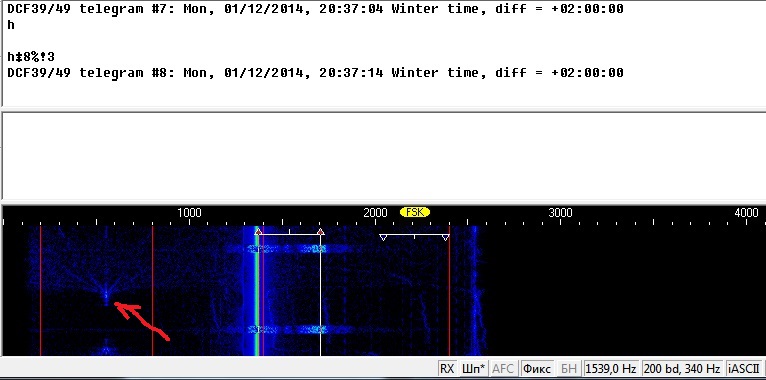 DCF39/49 telegram #7: Mon, 01/12/2014, 20:37:04 Winter time, diff = +02:00:00
h
h‡8%!3
DCF39/49 telegram #8: Mon, 01/12/2014, 20:37:14 Winter time, diff = +02:00:00
1000 2000 FSK 3000 4000
RX Шп* AFC Фикс БН 1539,0 Hz 200 bd, 340 Hz iASCII